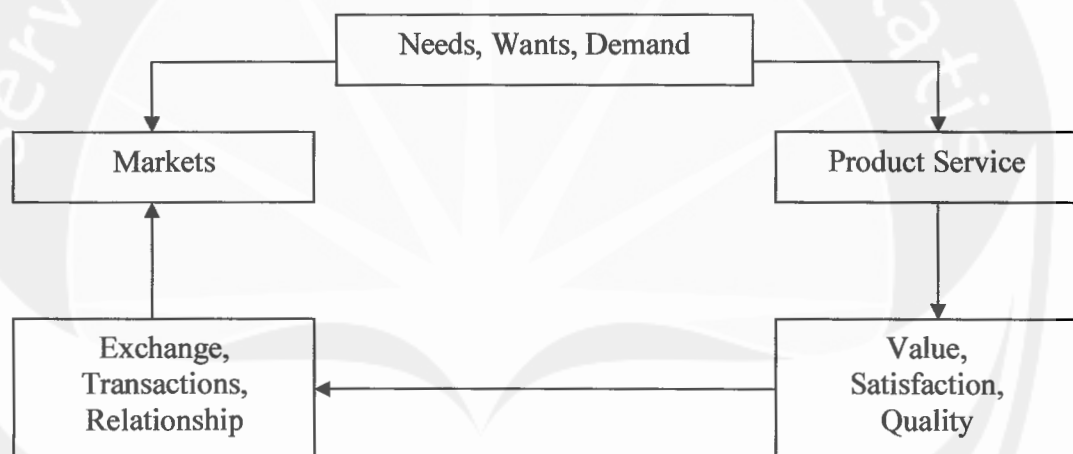 Needs, Wants, Demand
Markets
Product Service
Exchange,
Transactions,
Relationship
Value,
Satisfaction,
Quality